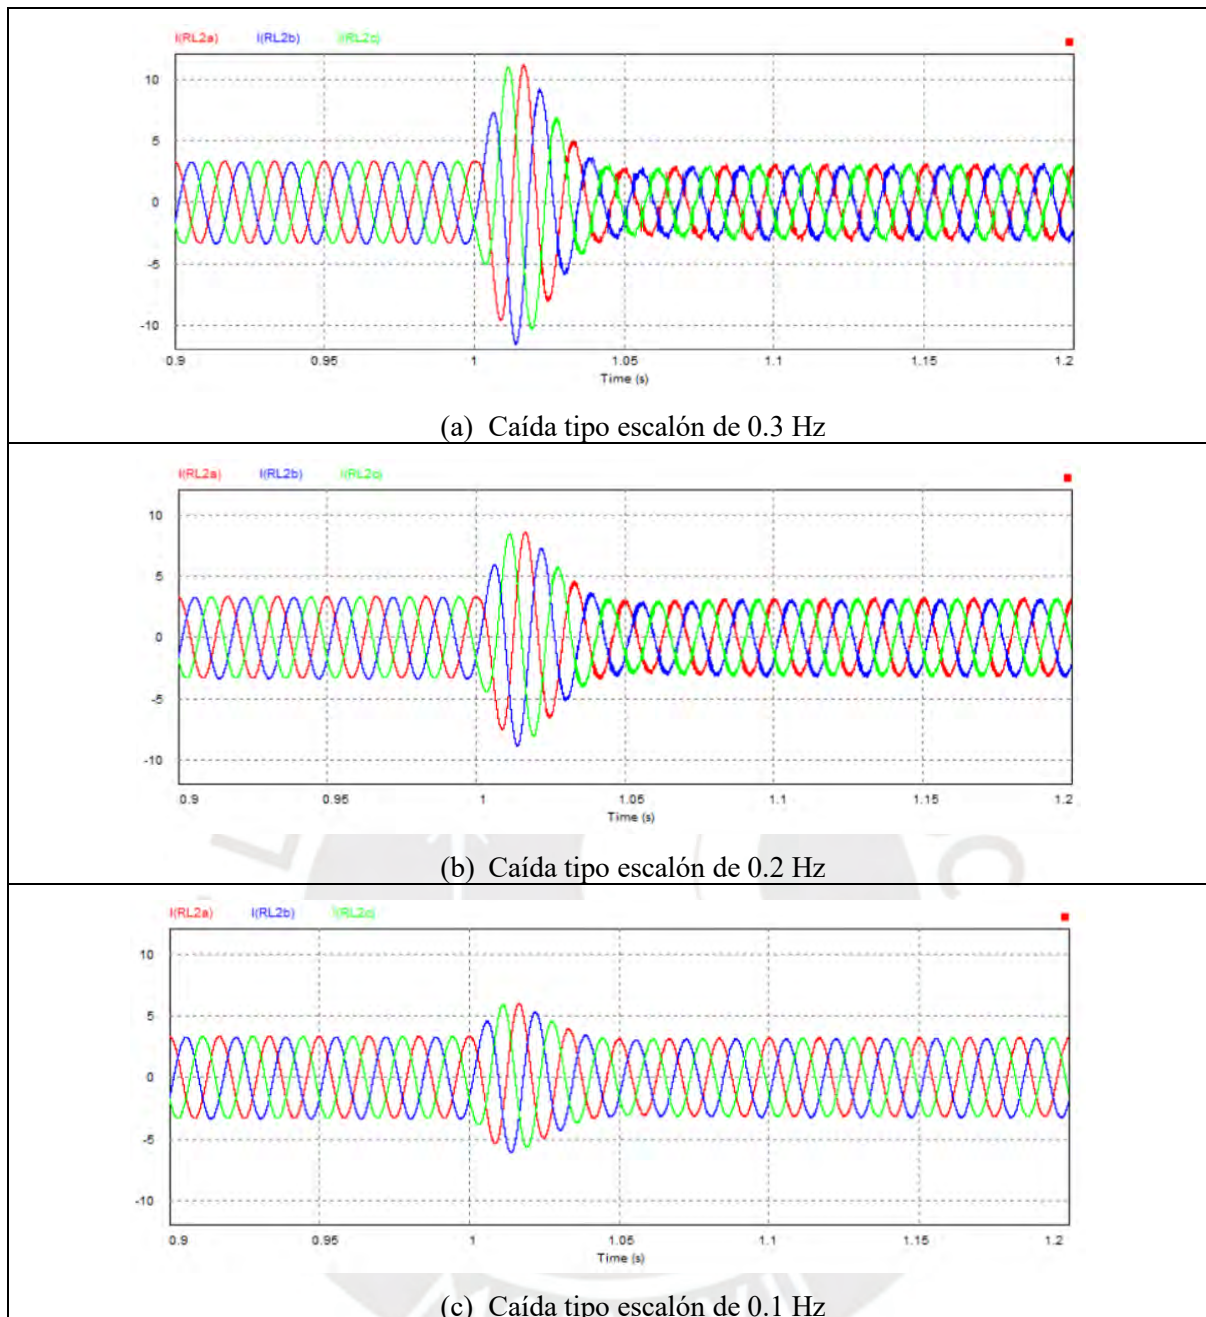 I(RL2a) I(RL2b) I(RL2c)
10
5
0
-5
-10
0.9 0.95 1 1.05 1.1 1.15 1.2
Time (s)
(a) Caída tipo escalón de 0.3 Hz
I(RL2a) I(RL2b) I(RL2c)
10
5
0
-5
-10
0.9 0.95 1 1.05 1.1 1.15 1.2
Time (s)
(b) Caída tipo escalón de 0.2 Hz
I(RL2a) I(RL2b) I(RL2c)
10
5
0
-5
-10
0.9 0.95 1 1.05 1.1 1.15 1.2
Time (s)
(c) Caída tipo escalón de 0.1 Hz